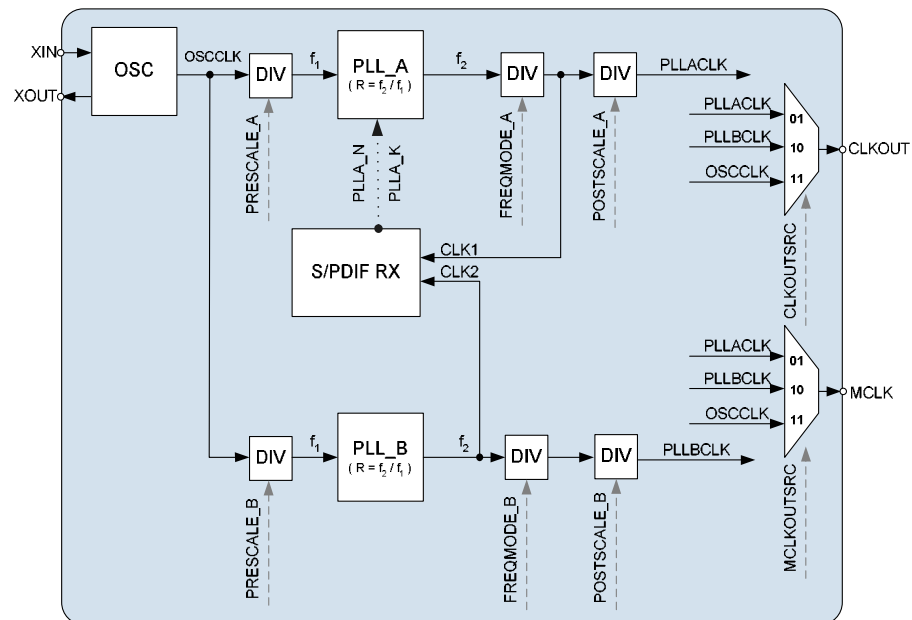 XIN
XOUT
OSC
OSCCLK
DIV
f1
PLL_A
( R = f2 / f1 )
f2
DIV
DIV
PLLACLK
PRESCALE_A
PLLA_N
PLLA_K
FREQMODE_A
POSTSCALE_A
PLLACLK
01
PLLBCLK
10
OSCCLK
11
CLKOUT
CLKOUTSRC
S/PDIF RX
CLK1
CLK2
PLLACLK
01
PLLBCLK
10
OSCCLK
11
MCLK
MCLKOUTSRC
DIV
f1
PLL_B
( R = f2 / f1 )
f2
DIV
DIV
PLLBCLK
PRESCALE_B
FREQMODE_B
POSTSCALE_B